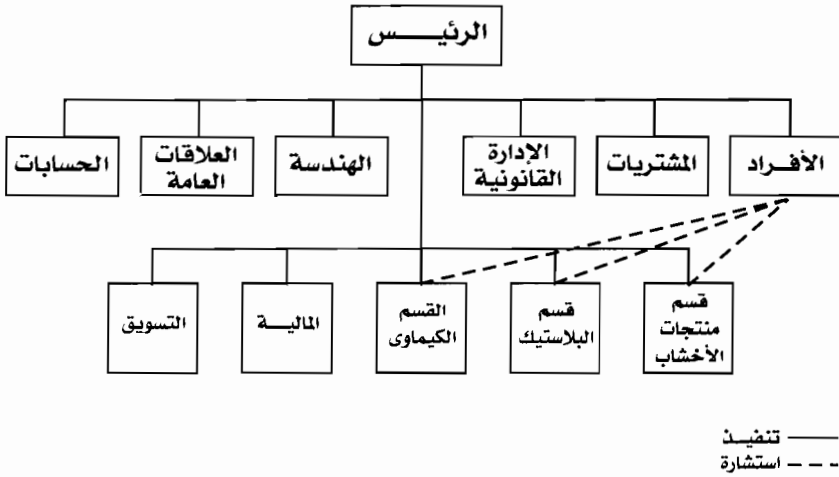 الرئيـــس
الأفـراد
المشتريات
الإدارة
القانونية
الهندسة
العلاقات
العامة
الحسابات
قسم
منتجات
الأخشاب
قسم
البلاستيك
القسم
الكيماوى
الماليـــة
التسويق
تنفيـذ
استشارة